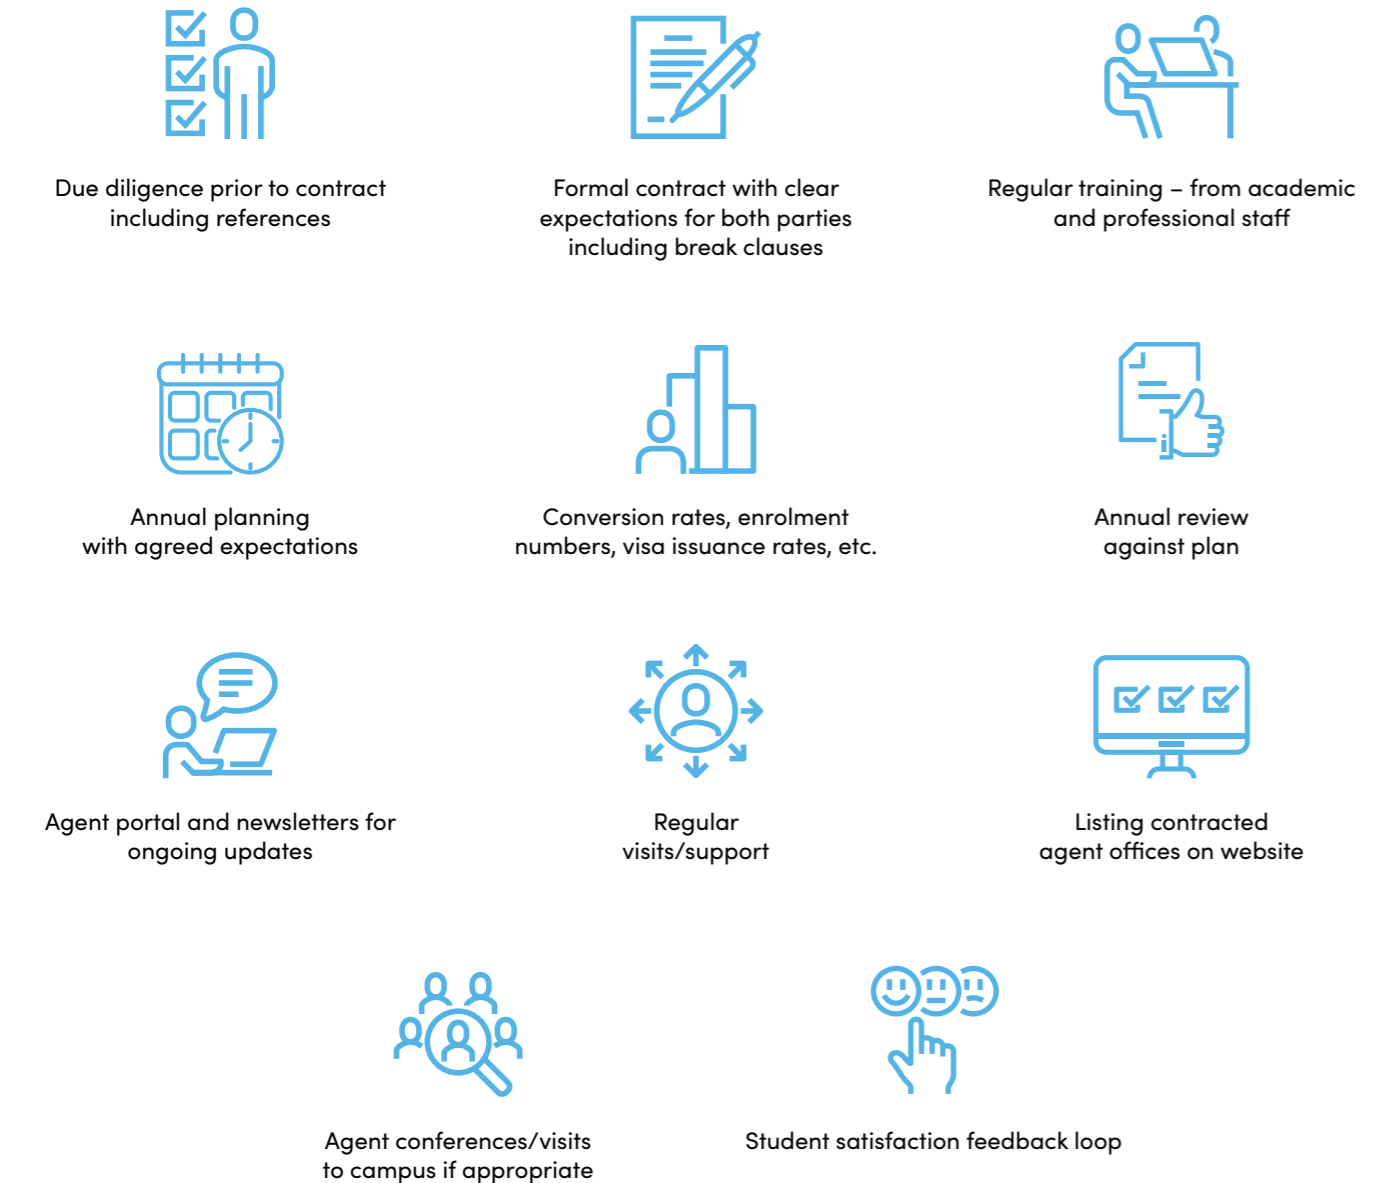 Due diligence prior to contract
including references
Formal contract with clear
expectations for both parties
including break clauses
Regular training – from academic
and professional staff
Annual planning
with agreed expectations
Conversion rates, enrolment
numbers, visa issuance rates, etc.
Annual review
against plan
Agent portal and newsletters for
ongoing updates
Regular
visits/support
Listing contracted
agent offices on website
Agent conferences/visits
to campus if appropriate
Student satisfaction feedback loop